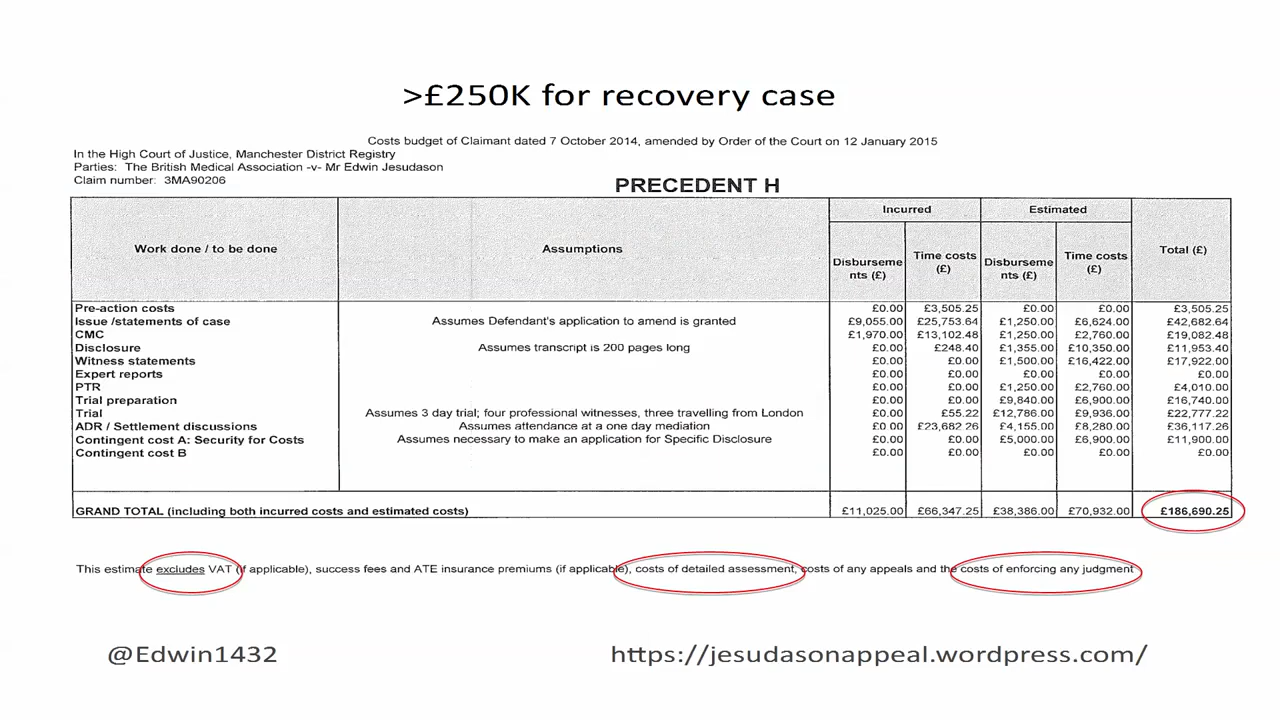 >£250K for recovery case
Costs budget of Claimant dated 7 October 2014, amended by Order of the Court on 12 January 2015
In the High Court of Justice, Manchester District Registry
Parties: The British Medical Association -v- Mr Edwin Jesudason
Claim number: 3MA90206
PRECEDENT H
Work done / to be done Assumptions Incurred Estimated Total (£)
Disburseme nts (£) Time costs (£) Disburseme nts (£) Time costs (£)
Pre-action costs £0.00 £3,505.25 £0.00 £0.00 £3,505.25
Issue /statements of case Assumes Defendant's application to amend is granted £9,055.00 £25,753.64 £1,250.00 £6,624.00 £42,682.64
CMC £1,970.00 £13,102.48 £1,250.00 £2,760.00 £19,082.48
Disclosure Assumes transcript is 200 pages long £0.00 £248.40 £1,355.00 £10,350.00 £11,953.40
Witness statements £0.00 £0.00 £1,500.00 £16,422.00 £17,922.00
Expert reports £0.00 £0.00 £0.00 £0.00 £0.00
PTR £0.00 £0.00 £1,250.00 £2,760.00 £4,010.00
Trial preparation £0.00 £0.00 £9,840.00 £6,900.00 £16,740.00
Trial Assumes 3 day trial; four professional witnesses, three travelling from London £0.00 £55.22 £12,786.00 £9,936.00 £22,777.22
ADR / Settlement discussions Assumes attendance at a one day mediation £0.00 £23,682.26 £4,155.00 £8,280.00 £36,117.26
Contingent cost A: Security for Costs Assumes necessary to make an application for Specific Disclosure £0.00 £0.00 £5,000.00 £6,900.00 £11,900.00
Contingent cost B £0.00 £0.00 £0.00 £0.00 £0.00
GRAND TOTAL (including both incurred costs and estimated costs) £11,025.00 £66,347.25 £38,386.00 £70,932.00 £186,690.25
This estimate excludes VAT (if applicable), success fees and ATE insurance premiums (if applicable), costs of detailed assessment, costs of any appeals and the costs of enforcing any judgment
@Edwin1432
https://jesudasonappeal.wordpress.com/